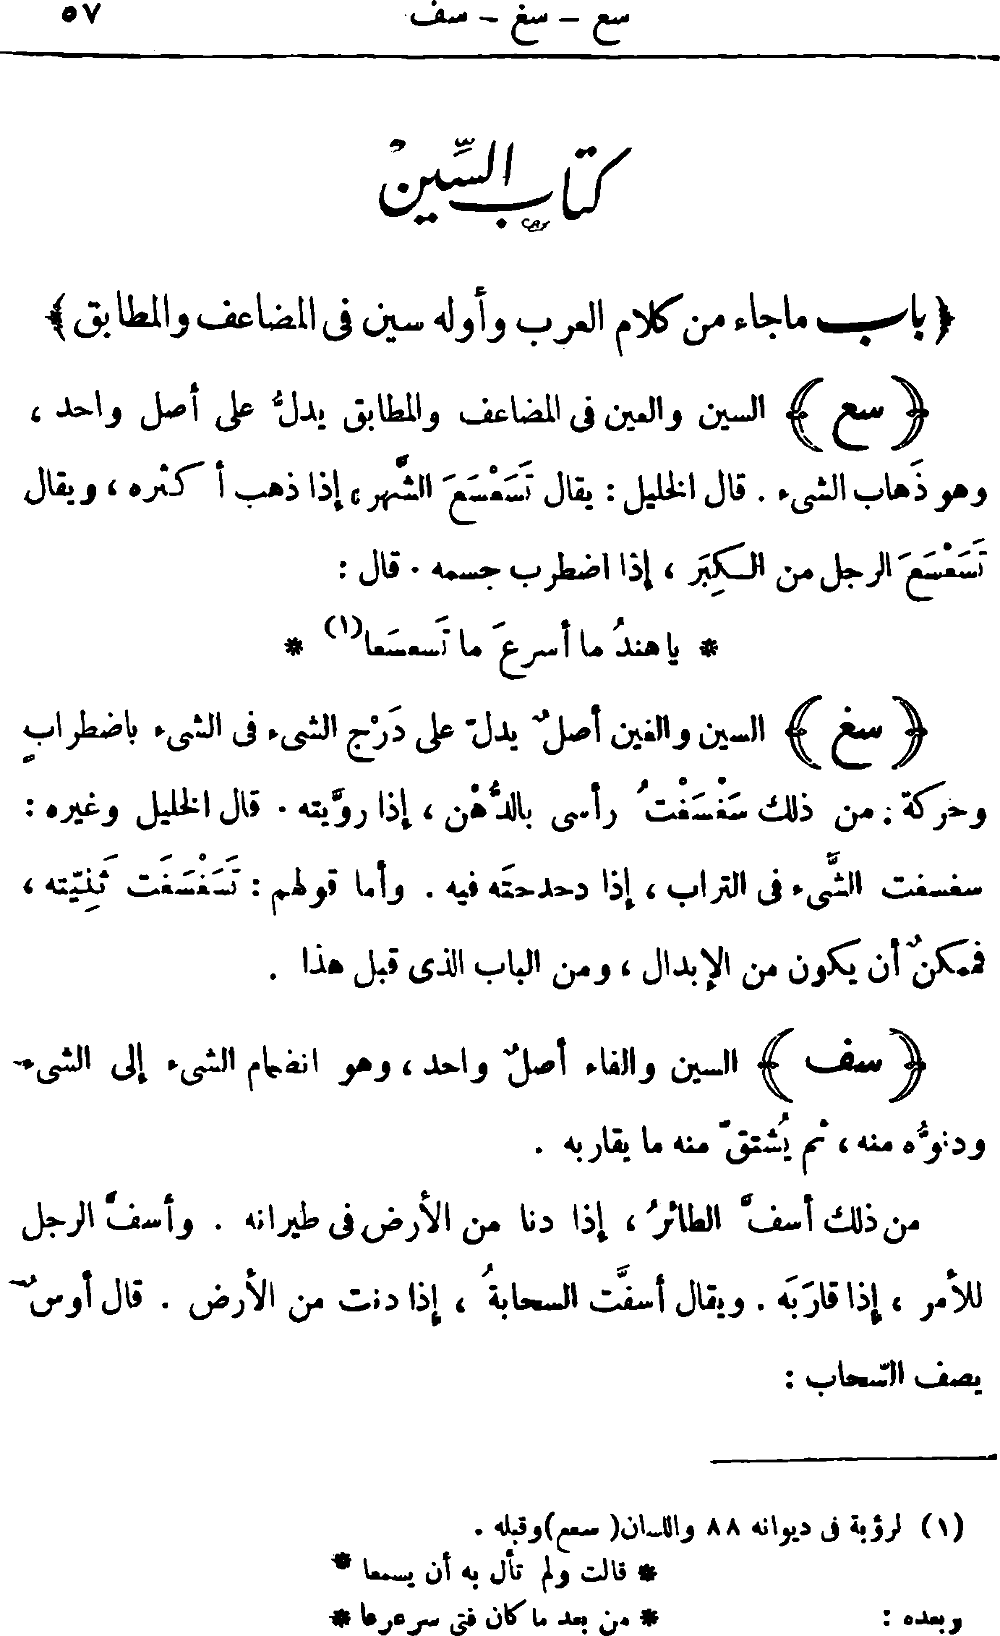 سع – سغ – سف ٥٧
كتاب السِّين
﴿ باب ما جاء من كلام العرب وأوله سين فى المضاعف والمطابق ﴾
﴿ سع ﴾ السين والعين فى المضاعف والمطابق يدلُّ على أصل واحد ،
وهو ذَهاب الشىء . قال الخليل : يقال تَسَعْسَعَ الشَّهر، إذا ذهب أكثره ، ويقال
تَسَعْسَعَ الرجل من الكِبَر ، إذا اضطرب جسمه . قال :
* يا هندُ ما أسرعَ ما تَسَعسَعا(١) *
﴿ سغ ﴾ السين والغين أصلٌ يدلّ على دَرْج الشىء فى الشىء باضطرابٍ
وحركة . من ذلك سَغْسَغْتُ رأسى بالدُّهْن ، إذا روَّيته . قال الخليل وغيره :
سغسغت الشَّىء فى التراب ، إذا دحدحتَه فيه . وأما قولهم : تَسَغْسَغَت ثَنِيّته ،
فممكنٌ أن يكون من الإبدال ، ومن الباب الذى قبل هذا .
﴿ سف ﴾ السين والفاء أصلٌ واحد ، وهو انضمام الشىء إلى الشىء
ودنوُّه منه ، ثم يُشتقّ منه ما يقاربه .
من ذلك أسفَّ الطائرُ ، إذا دنا من الأرض فى طيرانه . وأسفَّ الرجل
للأمر ، إذا قارَبَه . ويقال أسفَّت السحابةُ ، إذا دنت من الأرض . قال أوسٌ
يصف السّحاب :
(١) لرؤبة فى ديوانه ٨٨ واللسان ( سعع ) وقبله .
* قالت ولم تأل به أن يسمعا *
وبعده : * من بعد ما كان فتى سرعرعا *